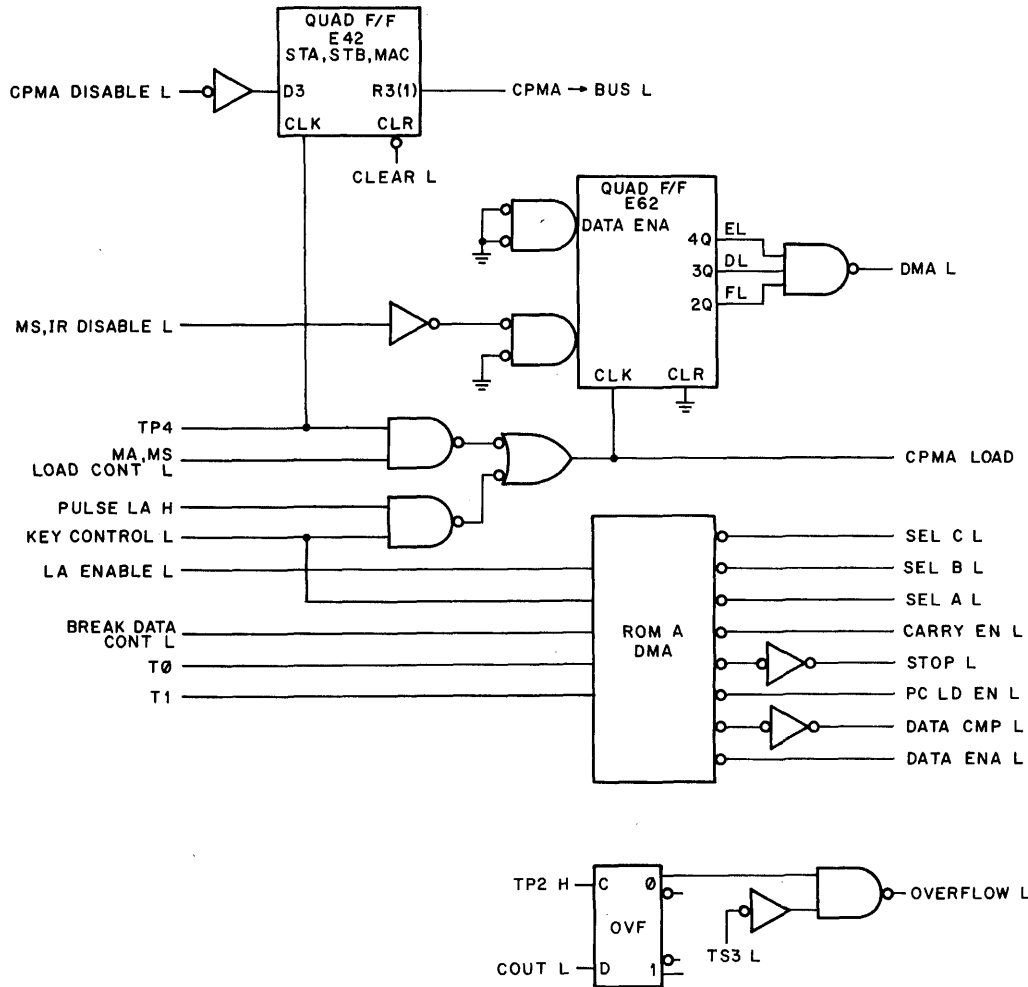 QUAD F/F
E42
STA,STB,MAC
CPMA DISABLE L
D3
R3(1)
CPMA → BUS L
CLK
CLR
CLEAR L
QUAD F/F
E62
DATA ENA
4Q
EL
3Q
DL
DMA L
2Q
FL
MS,IR DISABLE L
CLK
CLR
TP4
MA,MS
LOAD CONT L
CPMA LOAD
PULSE LA H
KEY CONTROL L
LA ENABLE L
BREAK DATA
CONT L
TØ
T1
ROM A
DMA
SEL C L
SEL B L
SEL A L
CARRY EN L
STOP L
PC LD EN L
DATA CMP L
DATA ENA L
TP2 H
C
Ø
OVF
OVERFLOW L
TS3 L
COUT L
D
1